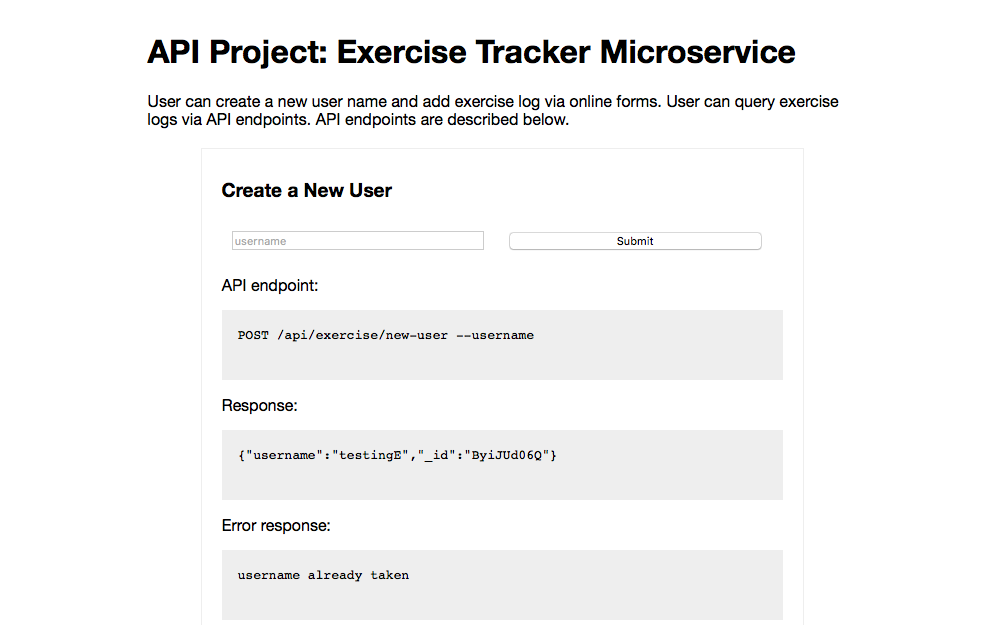 API Project: Exercise Tracker Microservice
User can create a new user name and add exercise log via online forms. User can query exercise
logs via API endpoints. API endpoints are described below.
Create a New User
username
Submit
API endpoint:
POST /api/exercise/new-user --username
Response:
{"username":"testingE","_id":"ByiJUd06Q"}
Error response:
username already taken